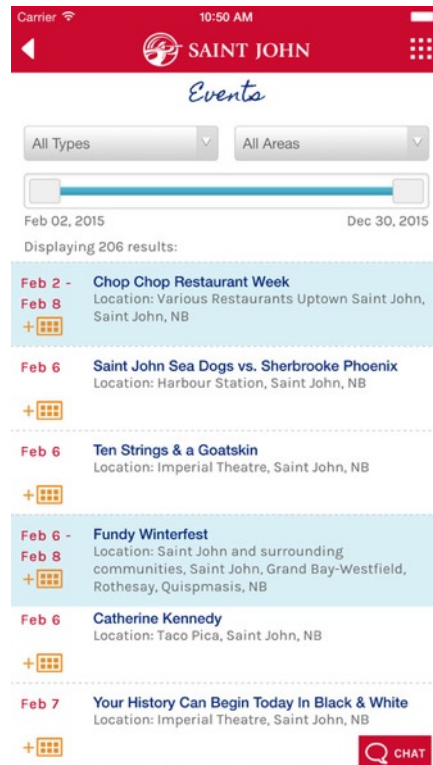 Carrier 10:50 AM
SAINT JOHN
Events
All Types All Areas
Feb 02, 2015 Dec 30, 2015
Displaying 206 results:
Feb 2 - Feb 8
Chop Chop Restaurant Week
Location: Various Restaurants Uptown Saint John,
Saint John, NB
+
Feb 6
Saint John Sea Dogs vs. Sherbrooke Phoenix
Location: Harbour Station, Saint John, NB
+
Feb 6
Ten Strings & a Goatskin
Location: Imperial Theatre, Saint John, NB
+
Feb 6 - Feb 8
Fundy Winterfest
Location: Saint John and surrounding
communities, Saint John, Grand Bay-Westfield,
Rothesay, Quispmasis, NB
+
Feb 6
Catherine Kennedy
Location: Taco Pica, Saint John, NB
+
Feb 7
Your History Can Begin Today In Black & White
Location: Imperial Theatre, Saint John, NB
+
CHAT